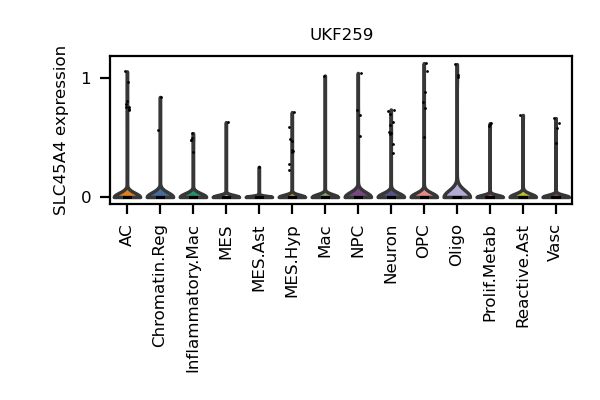 UKF259
SLC45A4 expression
1
0
AC
Chromatin.Reg
Inflammatory.Mac
MES
MES.Ast
MES.Hyp
Mac
NPC
Neuron
OPC
Oligo
Prolif.Metab
Reactive.Ast
Vasc